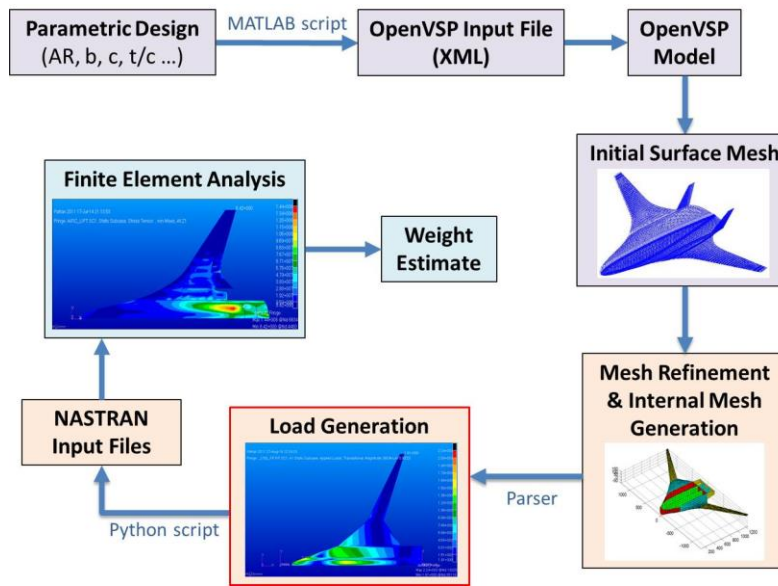 Parametric Design
(AR, b, c, t/c ...)
MATLAB script
OpenVSP Input File
(XML)
OpenVSP
Model
Initial Surface Mesh
Finite Element Analysis
Weight
Estimate
Mesh Refinement
& Internal Mesh
Generation
Parser
Load Generation
Python script
NASTRAN
Input Files